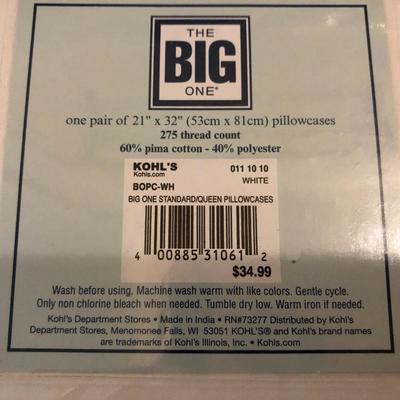 THE
BIG
ONE®
one pair of 21" x 32" (53cm x 81cm) pillowcases
275 thread count
60% pima cotton - 40% polyester
KOHL'S 011 10 10
Kohls.com WHITE
BOPC-WH
BIG ONE STANDARD/QUEEN PILLOWCASES
4 00885 31061 2
$34.99
Wash before using. Machine wash warm with like colors. Gentle cycle.
Only non chlorine bleach when needed. Tumble dry low. Warm iron if needed.
Kohl's Department Stores • Made in India • RN#73277 Distributed by Kohl's
Department Stores, Menomonee Falls, WI 53051 KOHL'S® and Kohl's brand names
are trademarks of Kohl's Illinois, Inc. • Kohls.com